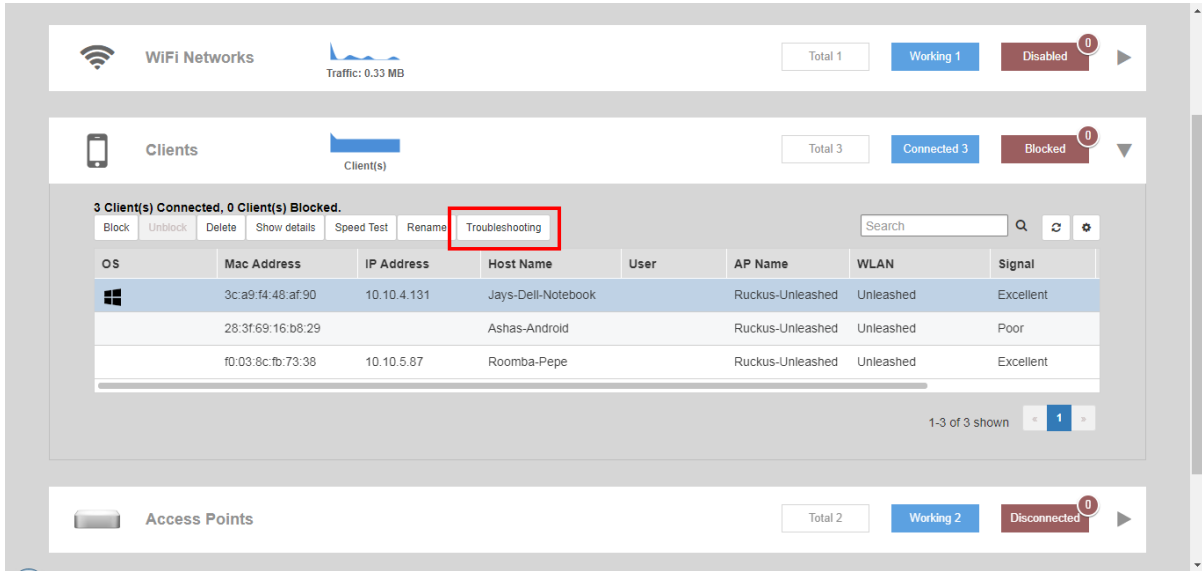 WiFi Networks
Traffic: 0.33 MB
Total 1
Working 1
Disabled
0
Clients
Client(s)
Total 3
Connected 3
Blocked
0
3 Client(s) Connected, 0 Client(s) Blocked.
Block Unblock Delete Show details Speed Test Rename Troubleshooting Search
OS Mac Address IP Address Host Name User AP Name WLAN Signal
3c:a9:f4:48:af:90 10.10.4.131 Jays-Dell-Notebook Ruckus-Unleashed Unleashed Excellent
28:3f:69:16:b8:29 Ashas-Android Ruckus-Unleashed Unleashed Poor
f0:03:8c:fb:73:38 10.10.5.87 Roomba-Pepe Ruckus-Unleashed Unleashed Excellent
1-3 of 3 shown « 1 »
Access Points
Total 2
Working 2
Disconnected
0